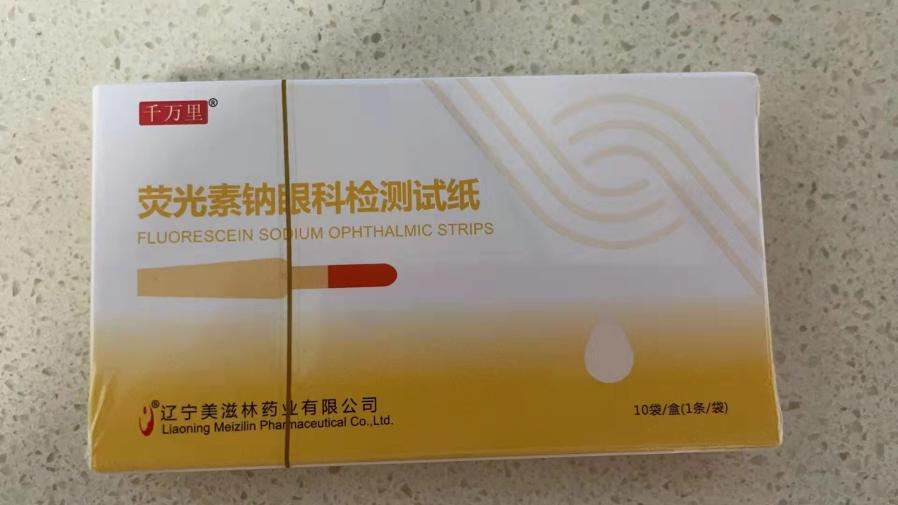 千万里®
荧光素钠眼科检测试纸
FLUORESCEIN SODIUM OPHTHALMIC STRIPS
®辽宁美滋林药业有限公司
Liaoning Meizilin Pharmaceutical Co.,Ltd.
10袋/盒(1条/袋)